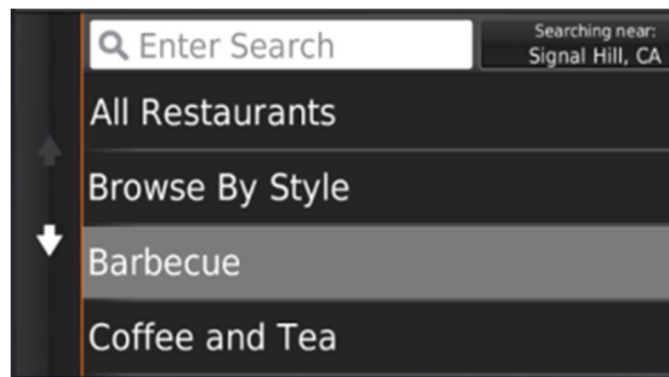 Enter Search
Searching near:
Signal Hill, CA
All Restaurants
Browse By Style
Barbecue
Coffee and Tea